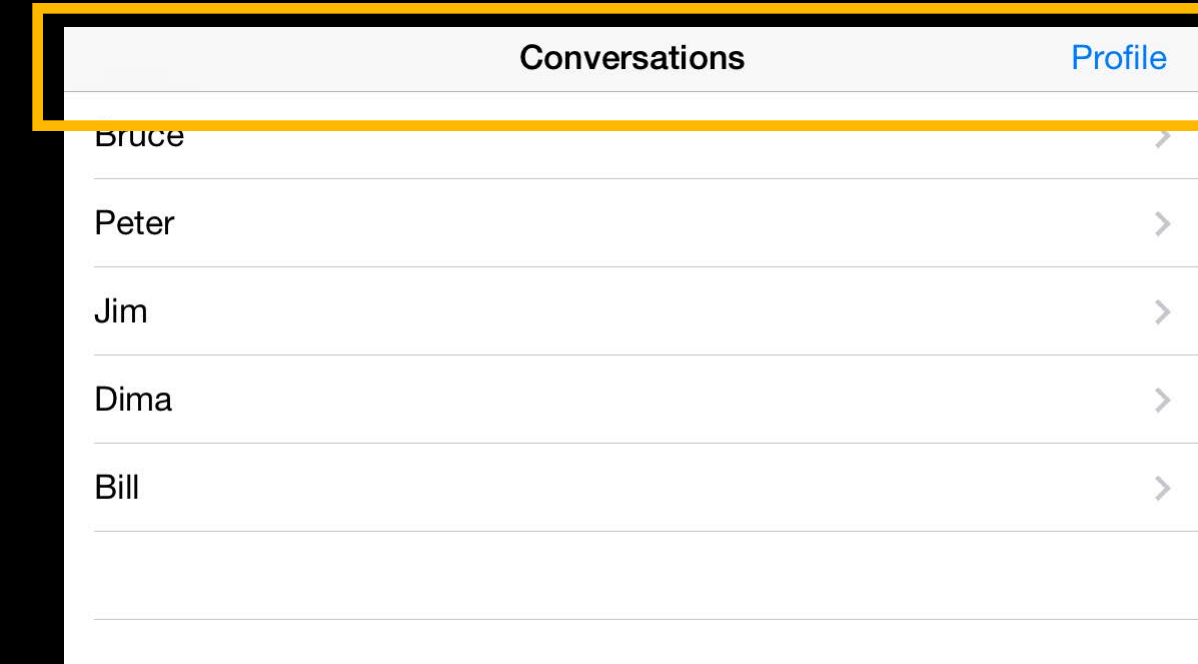 Conversations Profile
Bruce
Peter
Jim
Dima
Bill